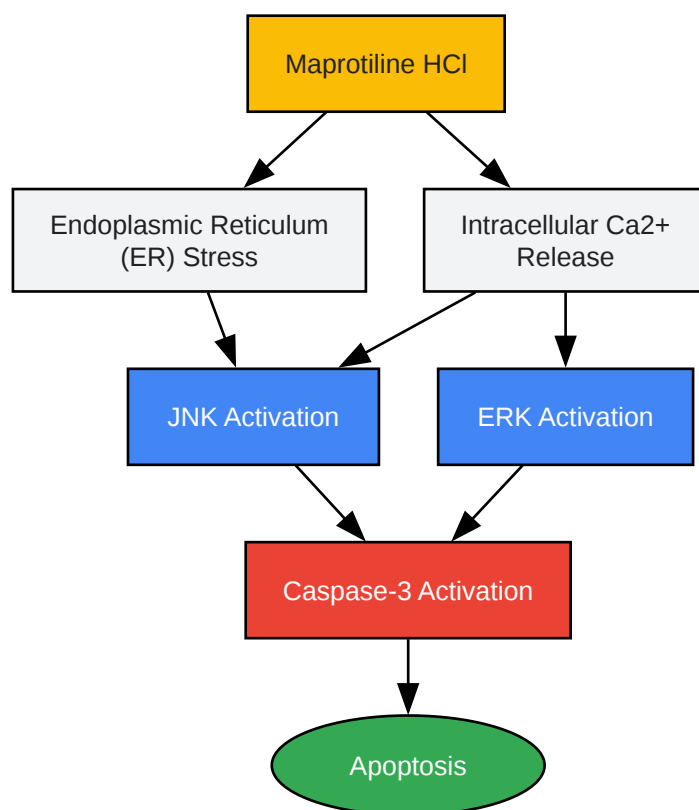 Maprotiline HCl
Endoplasmic Reticulum
(ER) Stress
Intracellular Ca2+
Release
JNK Activation
ERK Activation
Caspase-3 Activation
Apoptosis